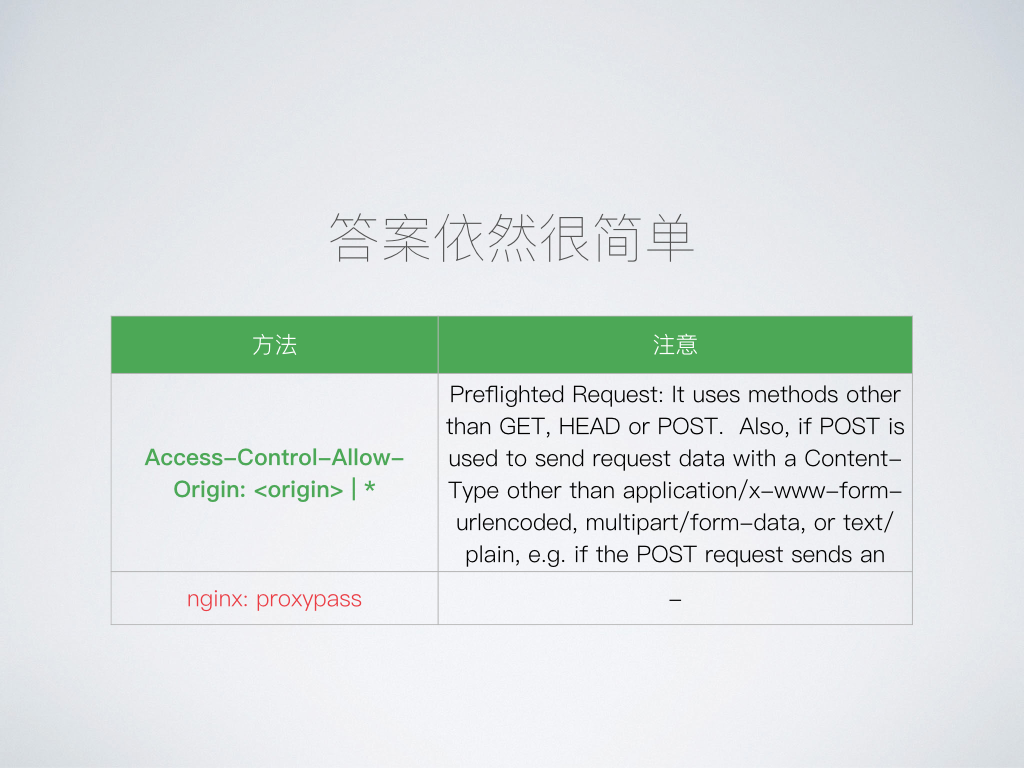 答案依然很简单
方法
注意
Access-Control-Allow-
Origin: <origin> | *
Preflighted Request: It uses methods other
than GET, HEAD or POST.  Also, if POST is
used to send request data with a Content-
Type other than application/x-www-form-
urlencoded, multipart/form-data, or text/
plain, e.g. if the POST request sends an
nginx: proxypass
-